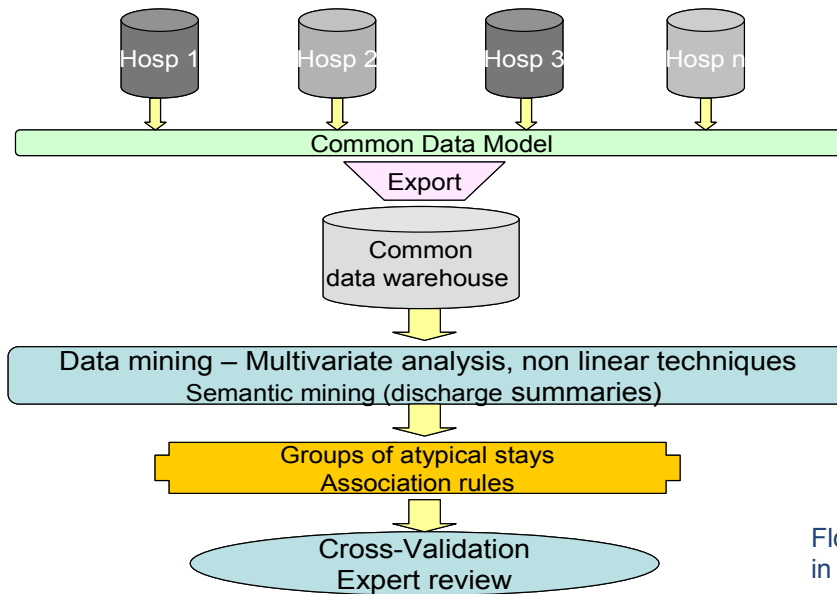 Hosp 1
Hosp 2
Hosp 3
Hosp n
Common Data Model
Export
Common
data warehouse
Data mining – Multivariate analysis, non linear techniques
Semantic mining (discharge summaries)
Groups of atypical stays
Association rules
Cross-Validation
Expert review
in